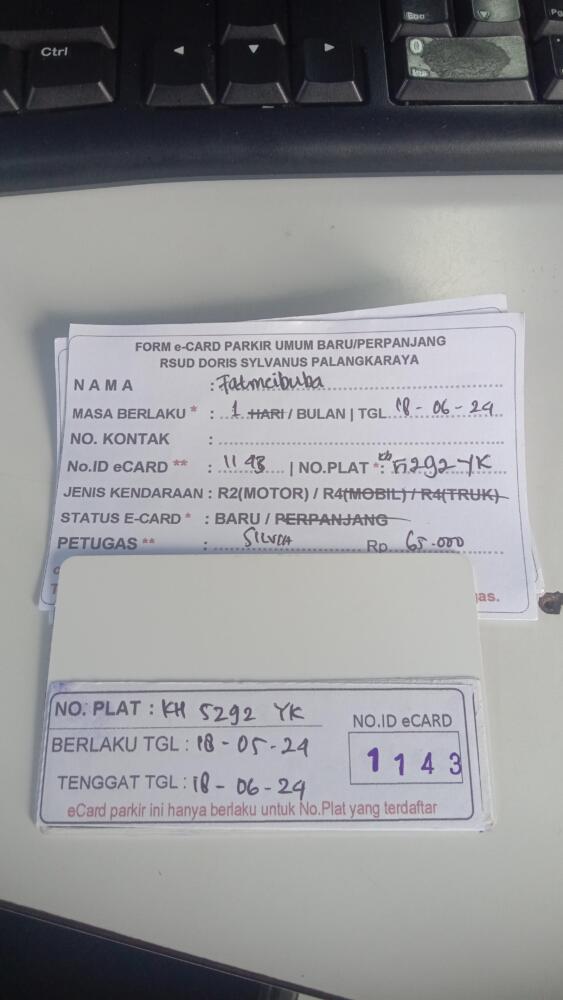 Ctrl
FORM e-CARD PARKIR UMUM BARU/PERPANJANG
RSUD DORIS SYLVANUS PALANGKARAYA
NAMA : Fatmcibuba
MASA BERLAKU * : 1 HARI / BULAN | TGL 18 - 06 - 24
NO. KONTAK :
No.ID eCARD ** : 1143 | NO.PLAT *: KH 5292 YK
JENIS KENDARAAN : R2(MOTOR) / R4(MOBIL) / R4(TRUK)
STATUS E-CARD * : BARU / PERPANJANG
PETUGAS ** : SILVIA Rp. 65.000
gas.
NO. PLAT : KH 5292 YK
NO.ID eCARD
BERLAKU TGL : 18 - 05 - 24
1143
TENGGAT TGL : 18 - 06 - 24
eCard parkir ini hanya berlaku untuk No.Plat yang terdaftar